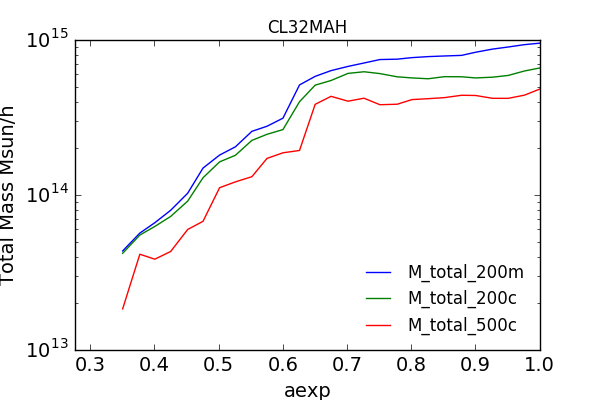 CL32MAH
Total Mass Msun/h
10^15
10^14
10^13
M_total_200m
M_total_200c
M_total_500c
0.3 0.4 0.5 0.6 0.7 0.8 0.9 1.0
aexp